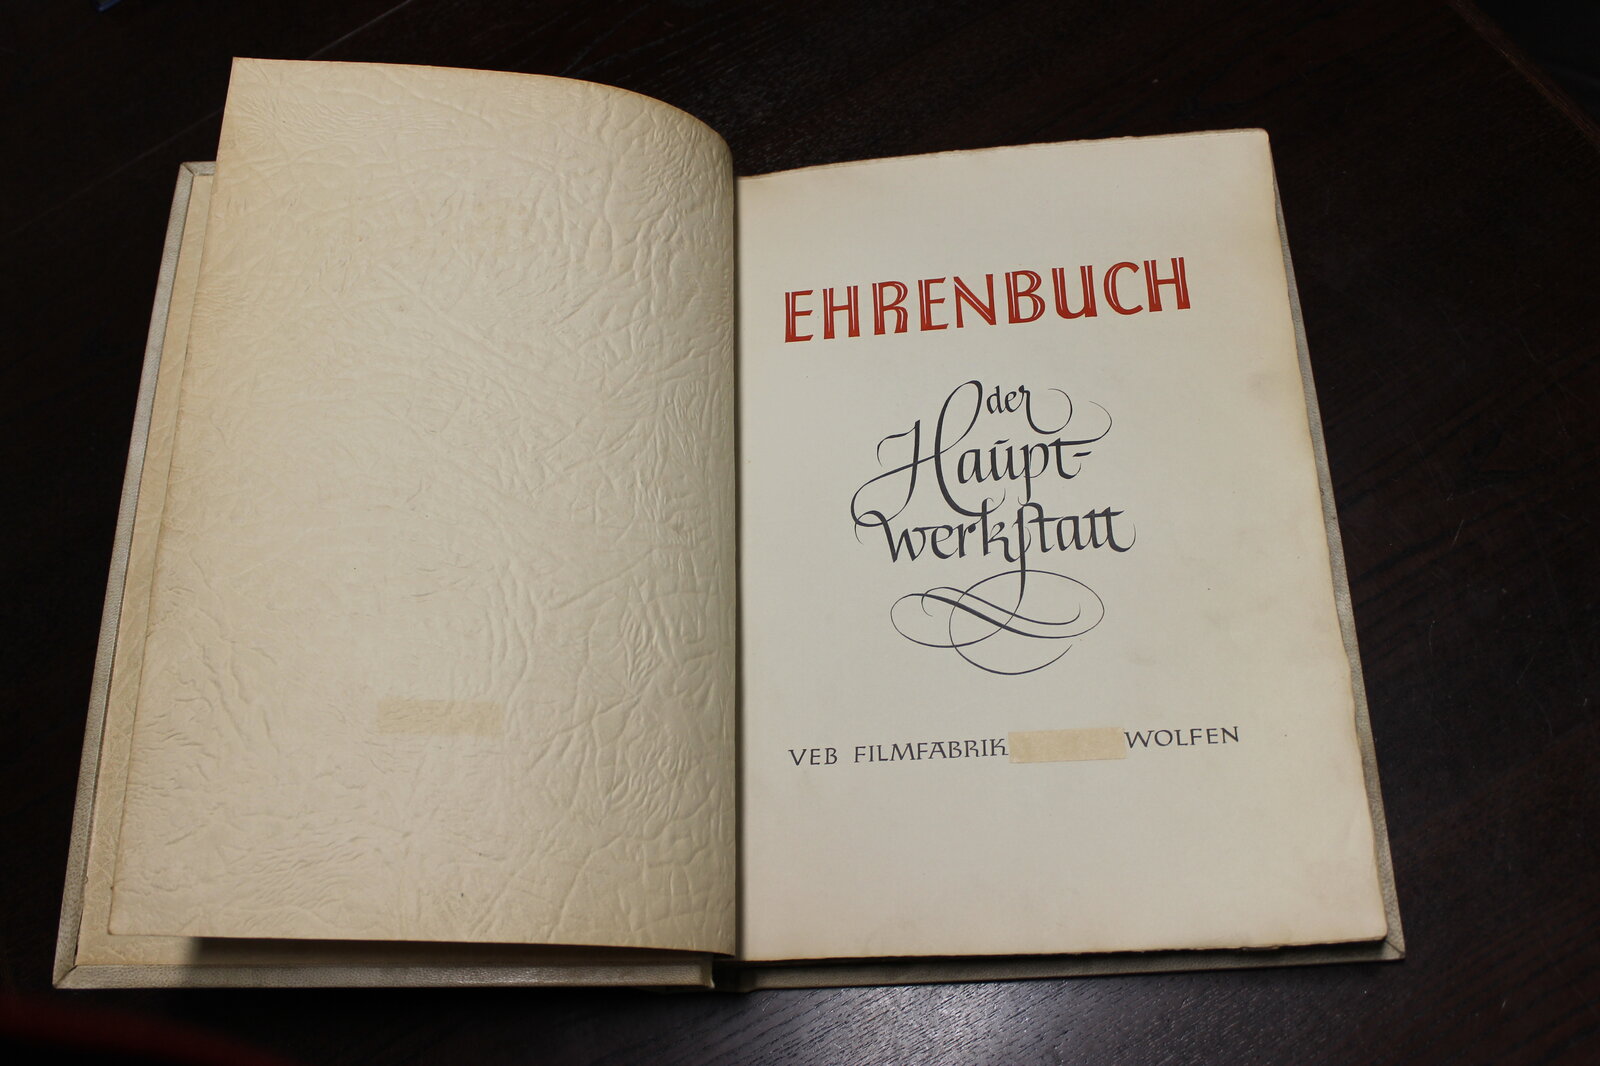 EHRENBUCH
der
Haupt-
werkstatt
VEB FILMFABRIK WOLFEN